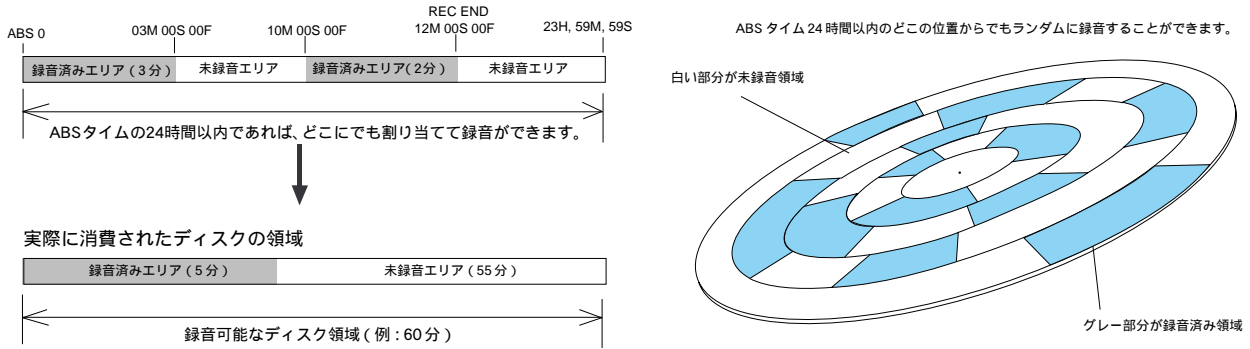 REC END
ABS 0 03M 00S 00F 10M 00S 00F 12M 00S 00F 23H, 59M, 59S
録音済みエリア ( 3 分 ) 未録音エリア 録音済みエリア( 2分 ) 未録音エリア
ABSタイムの24時間以内であれば、どこにでも割り当てて録音ができます。
実際に消費されたディスクの領域
録音済みエリア ( 5 分 ) 未録音エリア ( 55 分 )
録音可能なディスク領域 ( 例 : 60 分 )
ABS タイム 24 時間以内のどこの位置からでもランダムに録音することができます。
白い部分が未録音領域
グレー部分が録音済み領域